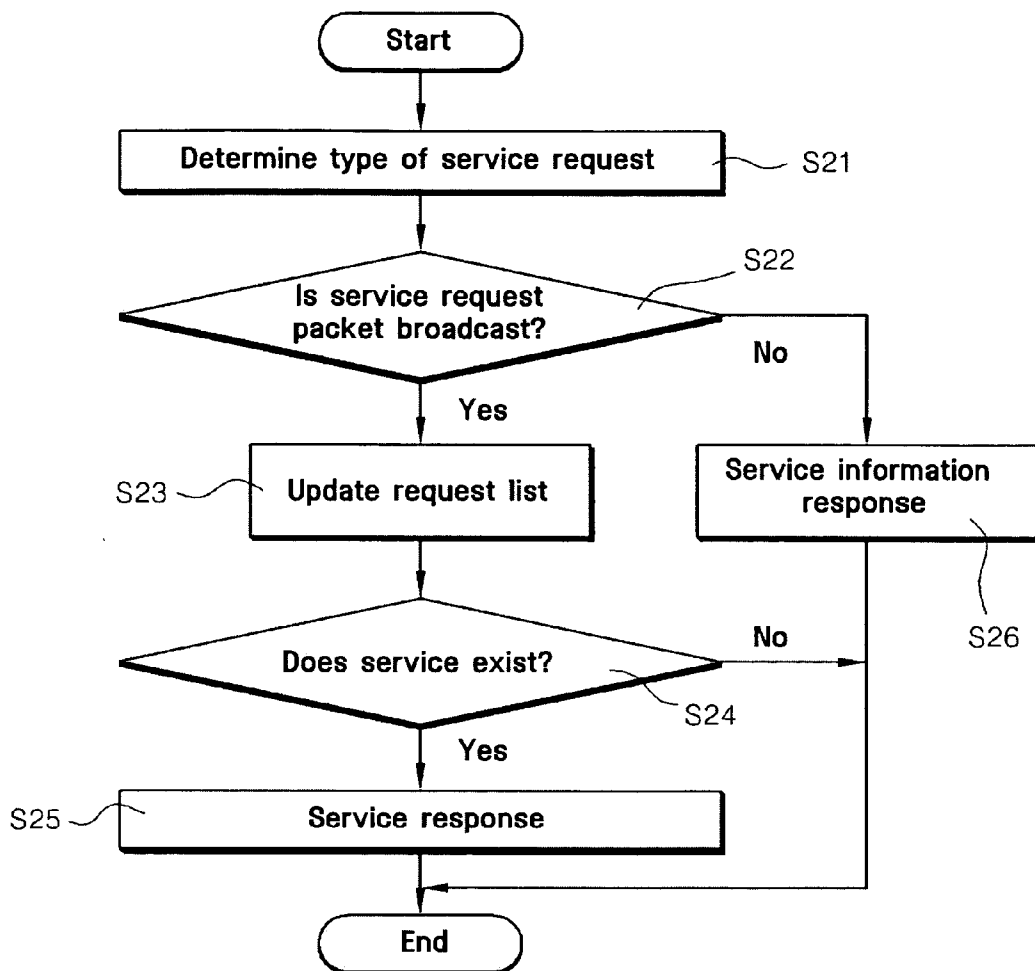 Start
Determine type of service request
S21
S22
Is service request
packet broadcast?
No
Yes
S23
Update request list
Service information
response
S26
Does service exist?
No
S24
Yes
S25
Service response
End